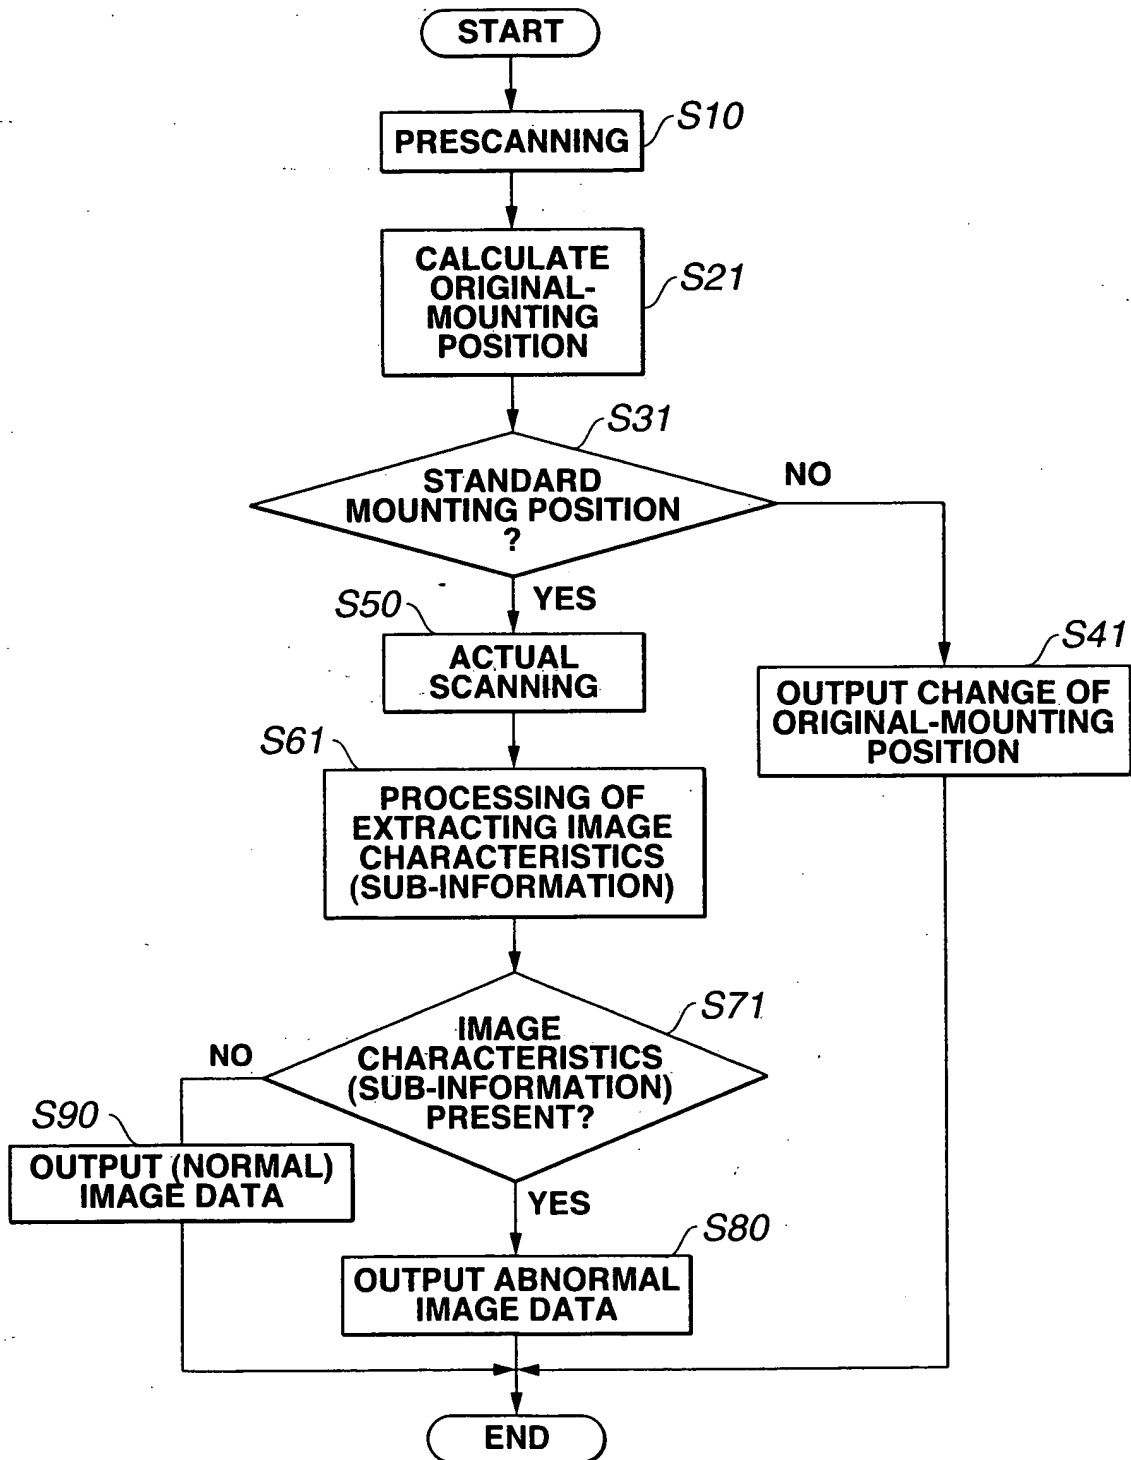 START
PRESCANNING
S10
CALCULATE
ORIGINAL-
MOUNTING
POSITION
S21
S31
STANDARD
MOUNTING POSITION
?
NO
YES
S50
ACTUAL
SCANNING
S41
OUTPUT CHANGE OF
ORIGINAL-MOUNTING
POSITION
S61
PROCESSING OF
EXTRACTING IMAGE
CHARACTERISTICS
(SUB-INFORMATION)
S71
IMAGE
CHARACTERISTICS
(SUB-INFORMATION)
PRESENT?
NO
S90
OUTPUT (NORMAL)
IMAGE DATA
YES
S80
OUTPUT ABNORMAL
IMAGE DATA
END